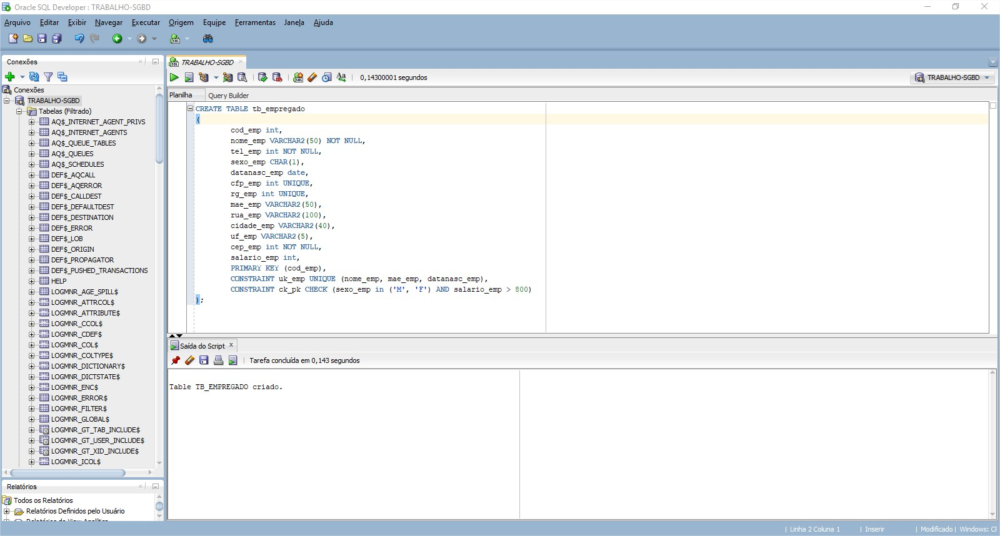 Oracle SQL Developer : TRABALHO-SGBD
Arquivo Editar Exibir Navegar Executar Origem Equipe Ferramentas Janela Ajuda
Conexões
Conexões
TRABALHO-SGBD
Tabelas (Filtrado)
AQ$_INTERNET_AGENT_PRIVS
AQ$_INTERNET_AGENTS
AQ$_QUEUE_TABLES
AQ$_QUEUES
AQ$_SCHEDULES
DEF$_AQCALL
DEF$_AQERROR
DEF$_CALLDEST
DEF$_DEFAULTDEST
DEF$_DESTINATION
DEF$_ERROR
DEF$_LOB
DEF$_ORIGIN
DEF$_PROPAGATOR
DEF$_PUSHED_TRANSACTIONS
HELP
LOGMNR_AGE_SPILL$
LOGMNR_ATTRCOL$
LOGMNR_ATTRIBUTE$
LOGMNR_CCOL$
LOGMNR_CDEF$
LOGMNR_COL$
LOGMNR_COLTYPE$
LOGMNR_DICTIONARY$
LOGMNR_DICTSTATE$
LOGMNR_ENC$
LOGMNR_ERROR$
LOGMNR_FILTER$
LOGMNR_GLOBAL$
LOGMNR_GT_TAB_INCLUDE$
LOGMNR_GT_USER_INCLUDE$
LOGMNR_GT_XID_INCLUDE$
LOGMNR_ICOL$
Relatórios
Todos os Relatórios
Relatórios Definidos pelo Usuário
TRABALHO-SGBD
0,14300001 segundos
TRABALHO-SGBD
Planilha Query Builder
CREATE TABLE tb_empregado
(
cod_emp int,
nome_emp VARCHAR2(50) NOT NULL,
tel_emp int NOT NULL,
sexo_emp CHAR(1),
datanasc_emp date,
cfp_emp int UNIQUE,
rg_emp int UNIQUE,
mae_emp VARCHAR2(50),
rua_emp VARCHAR2(100),
cidade_emp VARCHAR2(40),
uf_emp VARCHAR2(5),
cep_emp int NOT NULL,
salario_emp int,
PRIMARY KEY (cod_emp),
CONSTRAINT uk_emp UNIQUE (nome_emp, mae_emp, datanasc_emp),
CONSTRAINT ck_pk CHECK (sexo_emp in ('M', 'F') AND salario_emp > 800)
);
Saída do Script
Tarefa concluída em 0,143 segundos
Table TB_EMPREGADO criado.
| Linha 2 Coluna 1 | Inserir | Modificado | Windows: